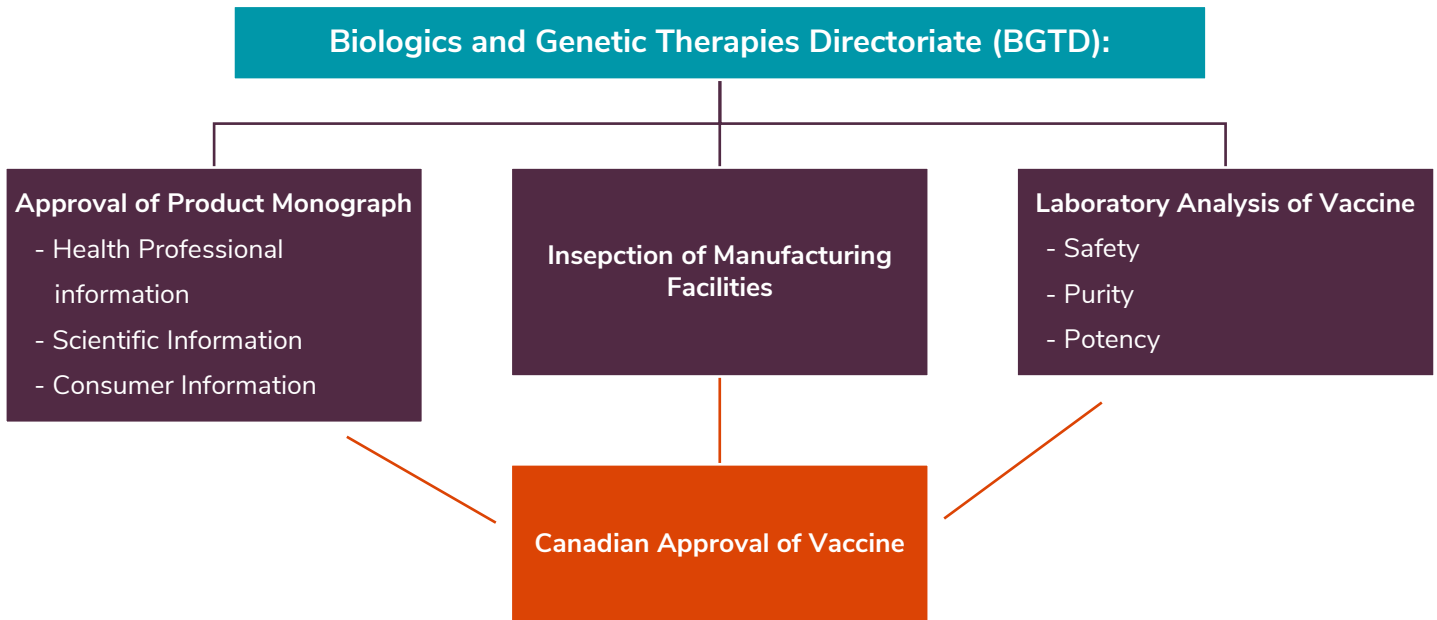 Biologics and Genetic Therapies Directoriate (BGTD):
Approval of Product Monograph
- Health Professional
information
- Scientific Information
- Consumer Information
Insepction of Manufacturing
Facilities
Laboratory Analysis of Vaccine
- Safety
- Purity
- Potency
Canadian Approval of Vaccine